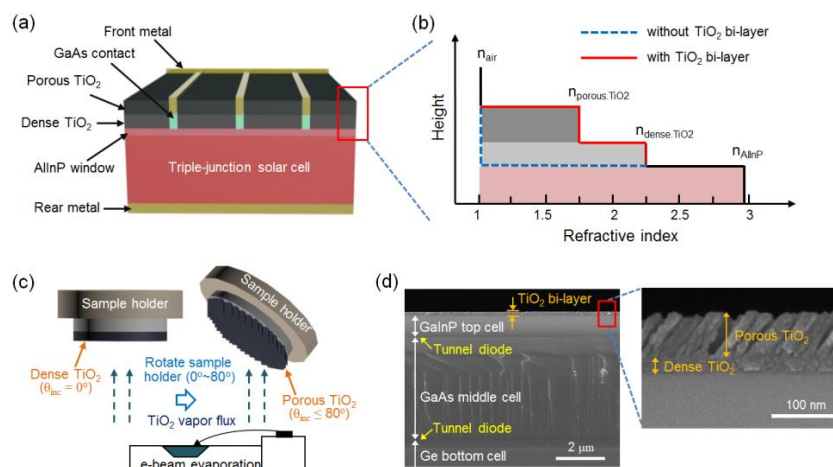 (a)
Front metal
GaAs contact
Porous TiO2
Dense TiO2
AlInP window
Triple-junction solar cell
Rear metal
(b)
without TiO2 bi-layer
with TiO2 bi-layer
nair
nporous.TiO2
ndense.TiO2
nAlInP
Height
1
1.5
2
2.5
3
Refractive index
(c)
Sample holder
Sample holder
Dense TiO2
(θinc = 0°)
Rotate sample
holder (0°~80°)
TiO2 vapor flux
Porous TiO2
(θinc ≤ 80°)
e-beam evaporation
(d)
TiO2 bi-layer
GaInP top cell
Tunnel diode
GaAs middle cell
Tunnel diode
Ge bottom cell
2 μm
Porous TiO2
Dense TiO2
100 nm